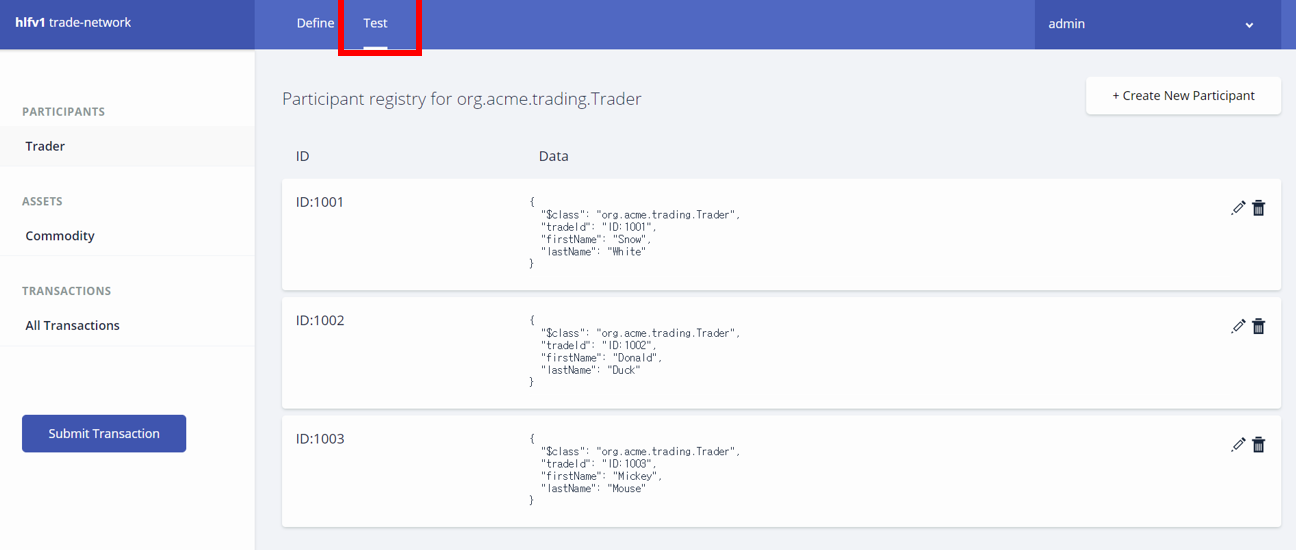 hlfv1 trade-network
Define
Test
admin
PARTICIPANTS
Trader
ASSETS
Commodity
TRANSACTIONS
All Transactions
Submit Transaction
Participant registry for org.acme.trading.Trader
+ Create New Participant
ID
Data
ID:1001
{
"$class": "org.acme.trading.Trader",
"tradeId": "ID:1001",
"firstName": "Snow",
"lastName": "White"
}
ID:1002
{
"$class": "org.acme.trading.Trader",
"tradeId": "ID:1002",
"firstName": "Donald",
"lastName": "Duck"
}
ID:1003
{
"$class": "org.acme.trading.Trader",
"tradeId": "ID:1003",
"firstName": "Mickey",
"lastName": "Mouse"
}